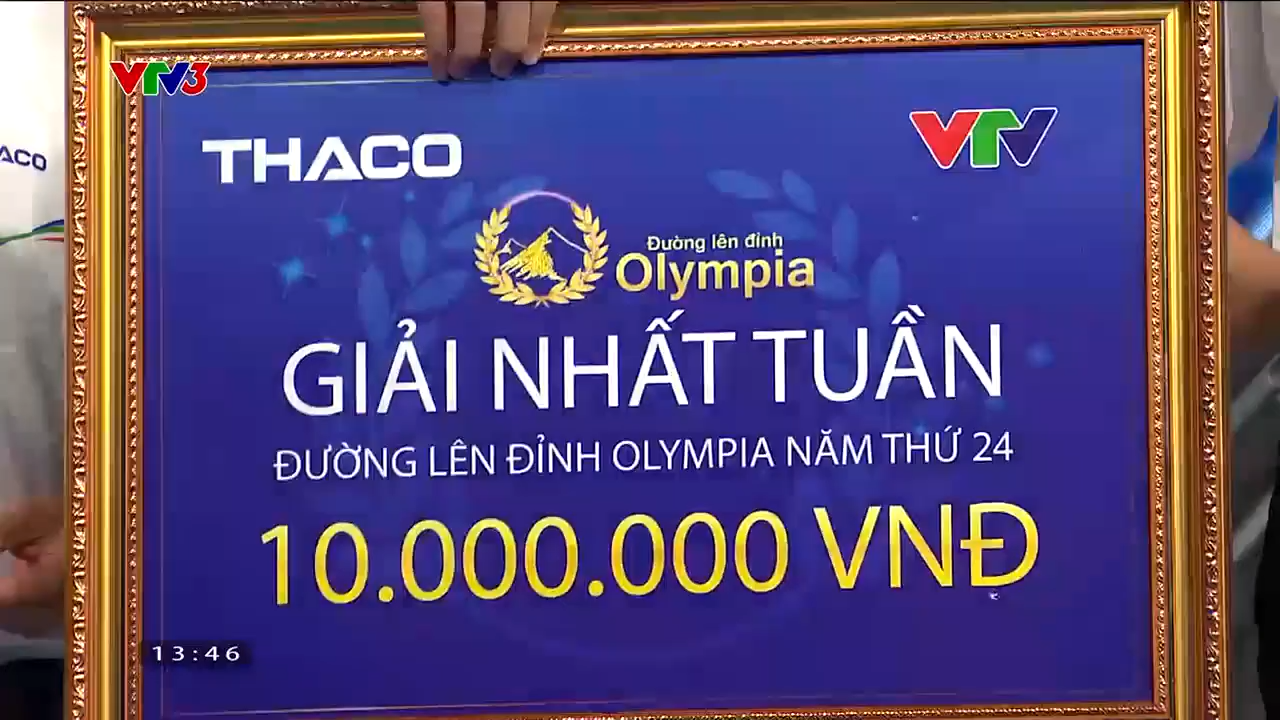 VTV3
ACO
THACO
VTV
Đường lên đỉnh
Olympia
GIẢI NHẤT TUẦN
ĐƯỜNG LÊN ĐỈNH OLYMPIA NĂM THỨ 24
10.000.000 VNĐ
13:46